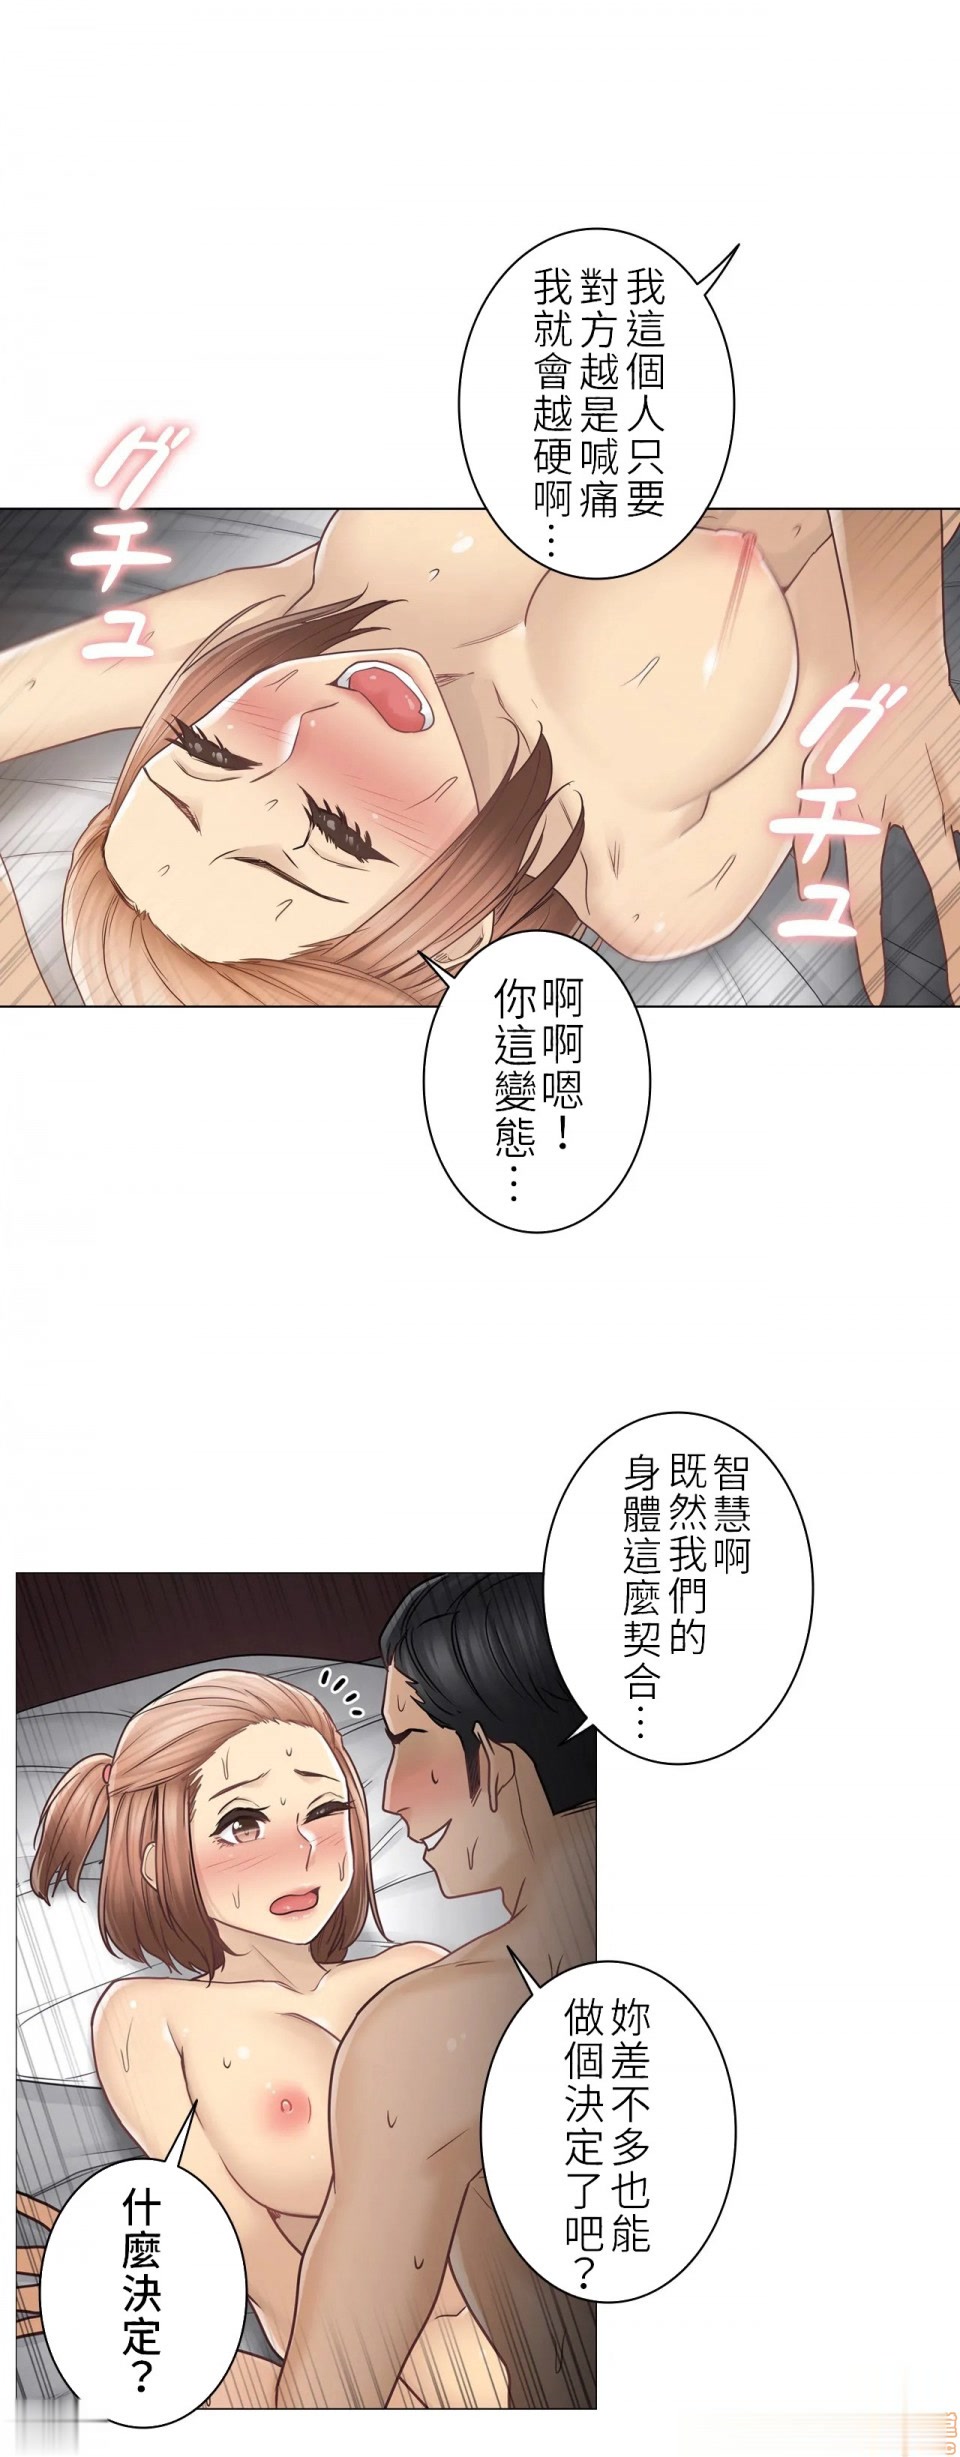 我這個人只要
對方越是喊痛
我就會越硬啊…
グチュ
グチュ
啊啊嗯！
你這變態…
智慧啊
既然我們的
身體這麼契合…
妳差不多也能
做個決定了吧？
什麼決定？